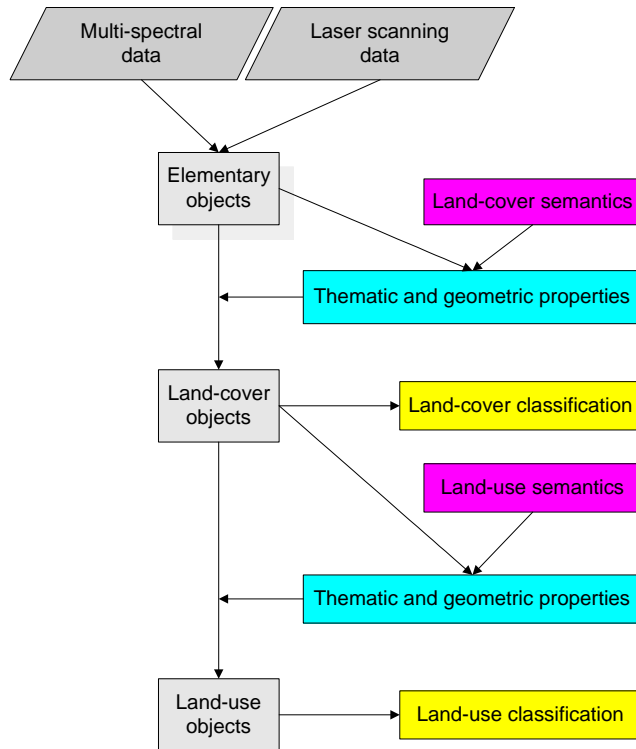 Multi-spectral
data
Laser scanning
data
Elementary
objects
Land-cover semantics
Thematic and geometric properties
Land-cover
objects
Land-cover classification
Land-use semantics
Thematic and geometric properties
Land-use
objects
Land-use classification